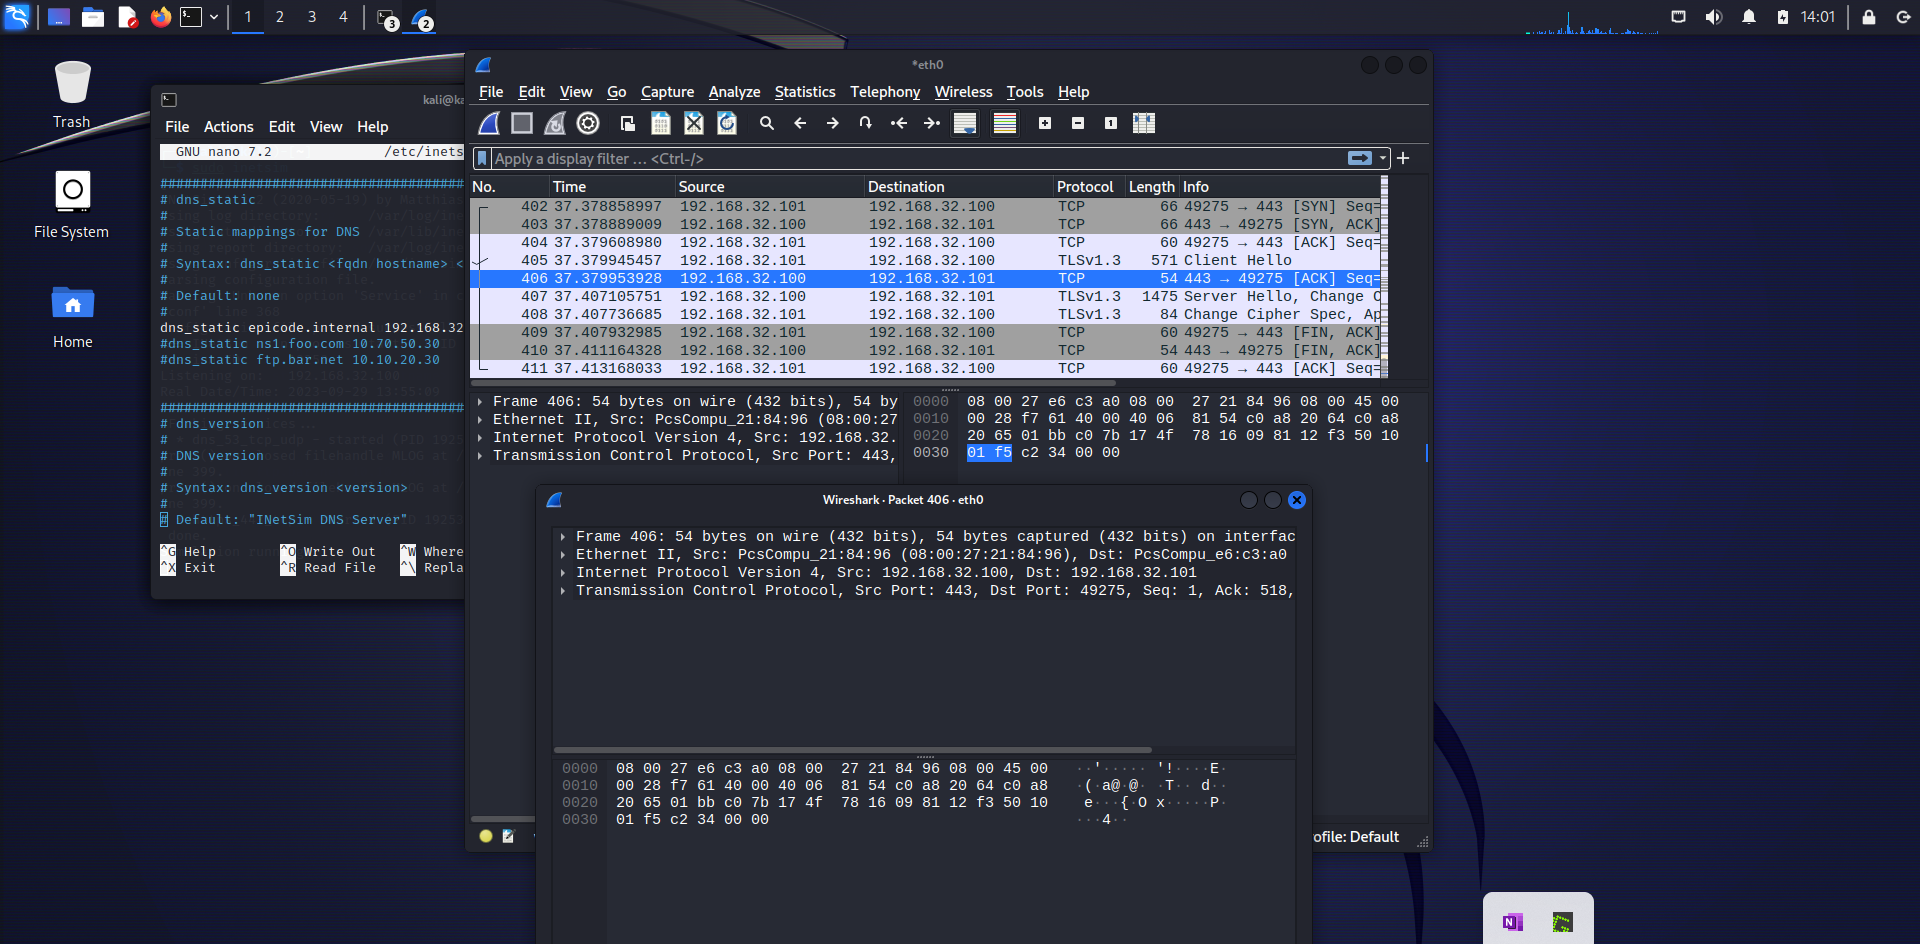 1 2 3 4 3 2 14:01
Trash
File System
Home
kali@ka
File Actions Edit View Help
GNU nano 7.2 /etc/inets
########################################
# dns_static
#
# Static mappings for DNS
#
# Syntax: dns_static <fqdn hostname> <
#
# Default: none
#
dns_static epicode.internal 192.168.32
#dns_static ns1.foo.com 10.70.50.30
#dns_static ftp.bar.net 10.10.20.30
########################################
# dns_version
#
# DNS version
#
# Syntax: dns_version <version>
#
# Default: "INetSim DNS Server"
^G Help ^O Write Out ^W Where
^X Exit ^R Read File ^\ Repla
*eth0
File Edit View Go Capture Analyze Statistics Telephony Wireless Tools Help
Apply a display filter … <Ctrl-/>
No. Time Source Destination Protocol Length Info
402 37.378858997 192.168.32.101 192.168.32.100 TCP 66 49275 → 443 [SYN] Seq=
403 37.378889009 192.168.32.100 192.168.32.101 TCP 66 443 → 49275 [SYN, ACK]
404 37.379608980 192.168.32.101 192.168.32.100 TCP 60 49275 → 443 [ACK] Seq=
405 37.379945457 192.168.32.101 192.168.32.100 TLSv1.3 571 Client Hello
406 37.379953928 192.168.32.100 192.168.32.101 TCP 54 443 → 49275 [ACK] Seq=
407 37.407105751 192.168.32.100 192.168.32.101 TLSv1.3 1475 Server Hello, Change C
408 37.407736685 192.168.32.101 192.168.32.100 TLSv1.3 84 Change Cipher Spec, Ap
409 37.407932985 192.168.32.101 192.168.32.100 TCP 60 49275 → 443 [FIN, ACK]
410 37.411164328 192.168.32.100 192.168.32.101 TCP 54 443 → 49275 [FIN, ACK]
411 37.413168033 192.168.32.101 192.168.32.100 TCP 60 49275 → 443 [ACK] Seq=
Frame 406: 54 bytes on wire (432 bits), 54 by
Ethernet II, Src: PcsCompu_21:84:96 (08:00:27
Internet Protocol Version 4, Src: 192.168.32.
Transmission Control Protocol, Src Port: 443,
0000 08 00 27 e6 c3 a0 08 00 27 21 84 96 08 00 45 00
0010 00 28 f7 61 40 00 40 06 81 54 c0 a8 20 64 c0 a8
0020 20 65 01 bb c0 7b 17 4f 78 16 09 81 12 f3 50 10
0030 01 f5 c2 34 00 00
Wireshark · Packet 406 · eth0
Frame 406: 54 bytes on wire (432 bits), 54 bytes captured (432 bits) on interfac
Ethernet II, Src: PcsCompu_21:84:96 (08:00:27:21:84:96), Dst: PcsCompu_e6:c3:a0
Internet Protocol Version 4, Src: 192.168.32.100, Dst: 192.168.32.101
Transmission Control Protocol, Src Port: 443, Dst Port: 49275, Seq: 1, Ack: 518,
0000 08 00 27 e6 c3 a0 08 00 27 21 84 96 08 00 45 00 ··'····· '!····E·
0010 00 28 f7 61 40 00 40 06 81 54 c0 a8 20 64 c0 a8 ·(·a@·@· ·T·· d··
0020 20 65 01 bb c0 7b 17 4f 78 16 09 81 12 f3 50 10 e···{·O x·····P·
0030 01 f5 c2 34 00 00 ···4··
ofile: Default
N